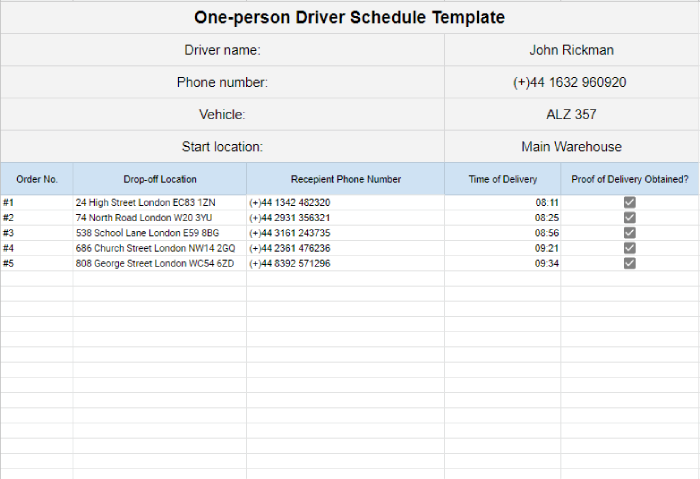 One-person Driver Schedule Template
Driver name: John Rickman
Phone number: (+)44 1632 960920
Vehicle: ALZ 357
Start location: Main Warehouse
Order No. Drop-off Location Recepient Phone Number Time of Delivery Proof of Delivery Obtained?
#1 24 High Street London EC83 1ZN (+)44 1342 482320 08:11
#2 74 North Road London W20 3YU (+)44 2931 356321 08:25
#3 538 School Lane London E59 8BG (+)44 3161 243735 08:56
#4 686 Church Street London NW14 2GQ (+)44 2361 476236 09:21
#5 808 George Street London WC54 6ZD (+)44 8392 571296 09:34